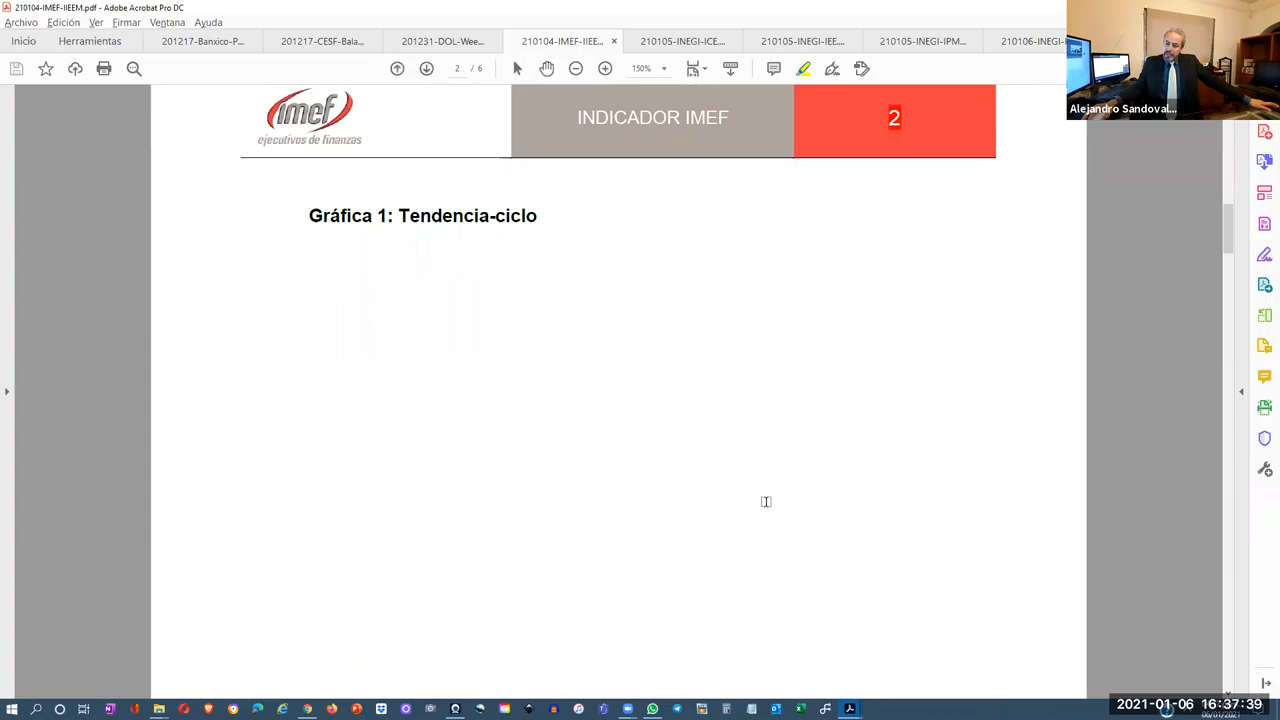 210104-IMEF-IIEEM.pdf - Adobe Acrobat Pro DC
Archivo Edición Ver Firmar Ventana Ayuda
Inicio Herramientas 201217-Banxico-P... 201217-CESF-Bala... 201231-DOL-Wee... 210104-IMEF-IIEE... × 210105-INEGI-ICE... 210105-INEGI-IEE... 210105-INEGI-IPM... 210106-INEGI-
2 / 6 150%
Alejandro Sandoval...
imef
ejecutivos de finanzas
INDICADOR IMEF
2
Gráfica 1: Tendencia-ciclo
2021-01-06 16:37:39
06/01/2021